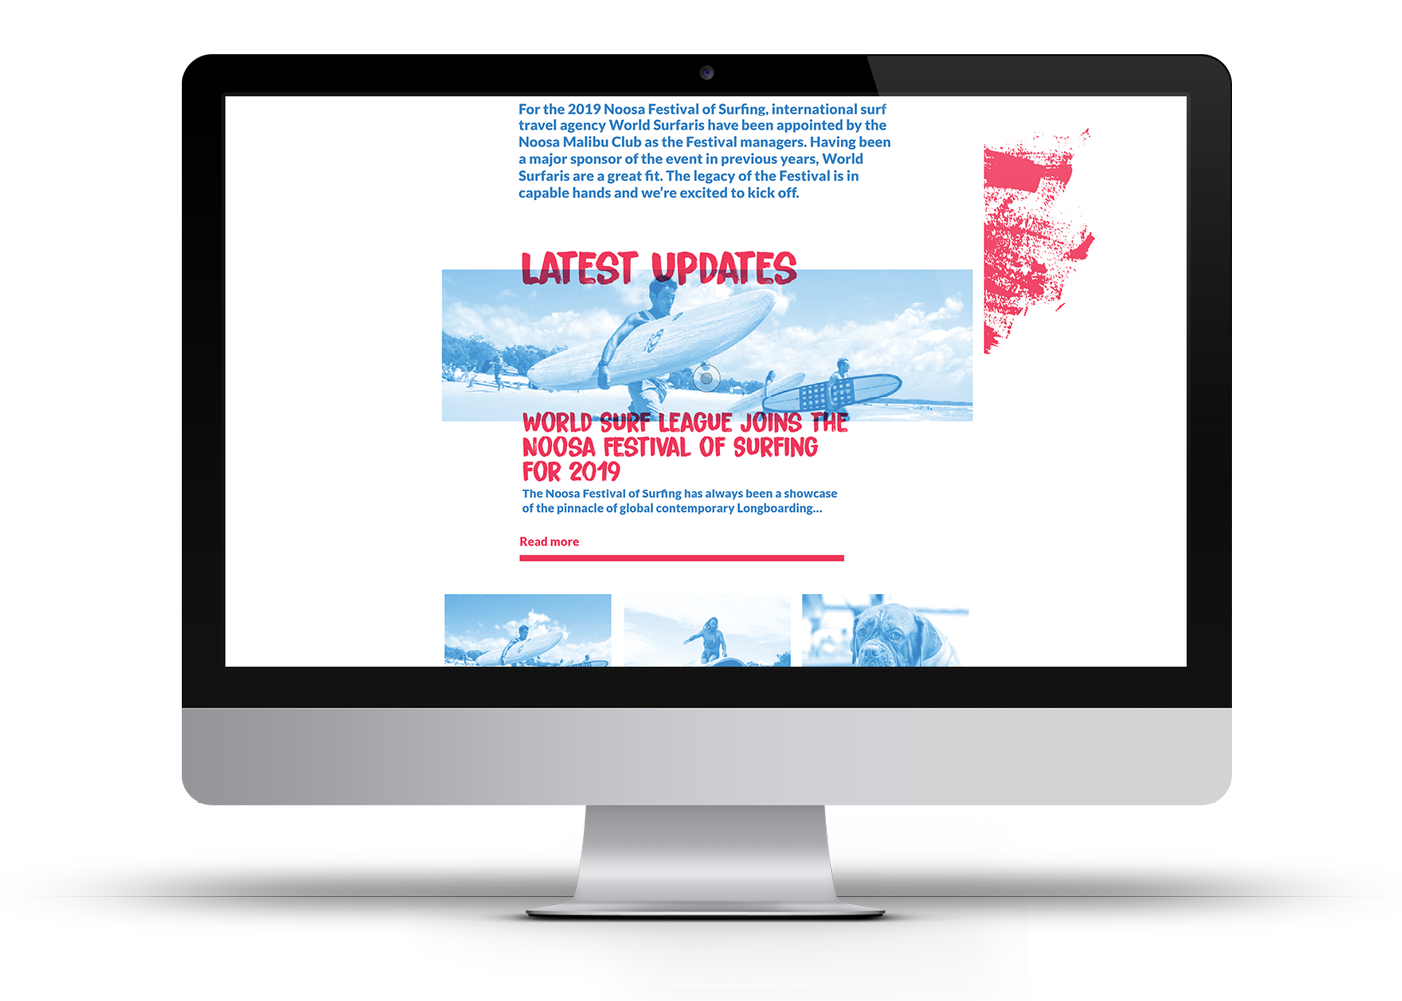 For the 2019 Noosa Festival of Surfing, international surf
travel agency World Surfaris have been appointed by the
Noosa Malibu Club as the Festival managers. Having been
a major sponsor of the event in previous years, World
Surfaris are a great fit. The legacy of the Festival is in
capable hands and we're excited to kick off.
LATEST UPDATES
WORLD SURF LEAGUE JOINS THE
NOOSA FESTIVAL OF SURFING
FOR 2019
The Noosa Festival of Surfing has always been a showcase
of the pinnacle of global contemporary Longboarding...
Read more